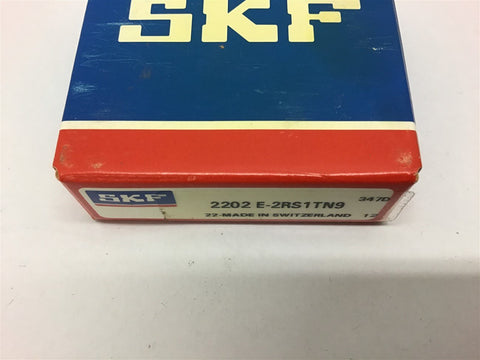 SKF
SKF
2202 E-2RS1TN9
347D
22-MADE IN SWITZERLAND